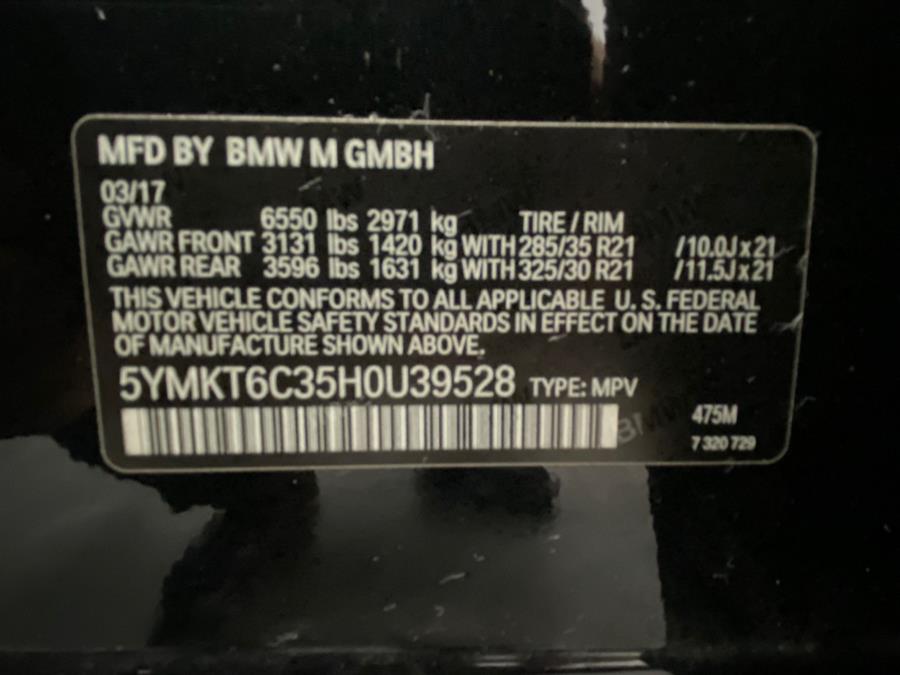 MFD BY BMW M GMBH
03/17
GVWR 6550 lbs 2971 kg TIRE / RIM
GAWR FRONT 3131 lbs 1420 kg WITH 285/35 R21 /10.0J x 21
GAWR REAR 3596 lbs 1631 kg WITH 325/30 R21 /11.5J x 21
THIS VEHICLE CONFORMS TO ALL APPLICABLE U. S. FEDERAL
MOTOR VEHICLE SAFETY STANDARDS IN EFFECT ON THE DATE
OF MANUFACTURE SHOWN ABOVE.
5YMKT6C35H0U39528 TYPE: MPV
475M
7 320 729